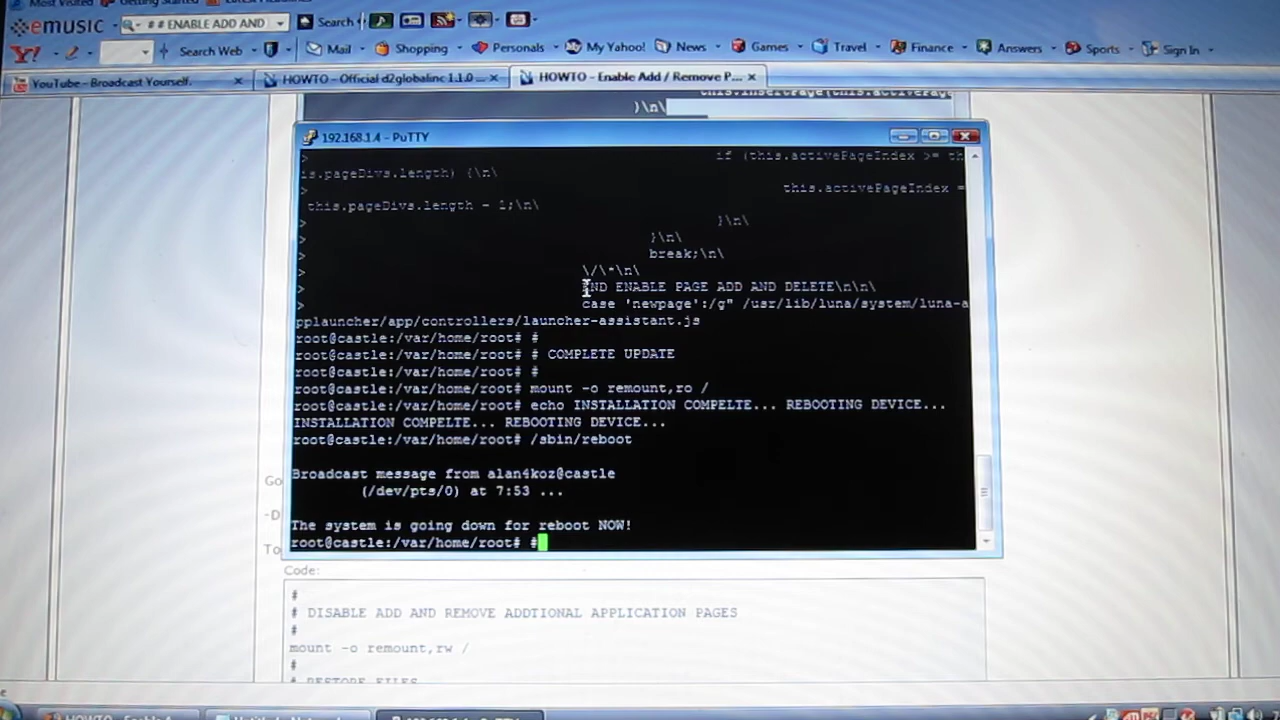 Most Visited Getting Started Latest Headlines
emusic # # ENABLE ADD AND Search
Y! Search Web Mail Shopping Personals My Yahoo! News Games Travel Finance Answers Sports Sign In
YouTube - Broadcast Yourself. HOWTO - Official d2globalinc 1.1.0 ... HOWTO - Enable Add / Remove P...
)\n\
192.168.1.4 - PuTTY
> if (this.activePageIndex >= th
is.pageDivs.length) {\n\
> this.activePageIndex =
this.pageDivs.length - 1;\n\
> }\n\
> }\n\
> break;\n\
> \/\*\n\
> END ENABLE PAGE ADD AND DELETE\n\n\
> case 'newpage':/g" /usr/lib/luna/system/luna-a
pplauncher/app/controllers/launcher-assistant.js
root@castle:/var/home/root# #
root@castle:/var/home/root# # COMPLETE UPDATE
root@castle:/var/home/root# #
root@castle:/var/home/root# mount -o remount,ro /
root@castle:/var/home/root# echo INSTALLATION COMPELTE... REBOOTING DEVICE...
INSTALLATION COMPELTE... REBOOTING DEVICE...
root@castle:/var/home/root# /sbin/reboot
Broadcast message from alan4koz@castle
(/dev/pts/0) at 7:53 ...
The system is going down for reboot NOW!
root@castle:/var/home/root# #
Go
-D
To
Code:
#
# DISABLE ADD AND REMOVE ADDTIONAL APPLICATION PAGES
#
mount -o remount,rw /
#
# RESTORE FILES